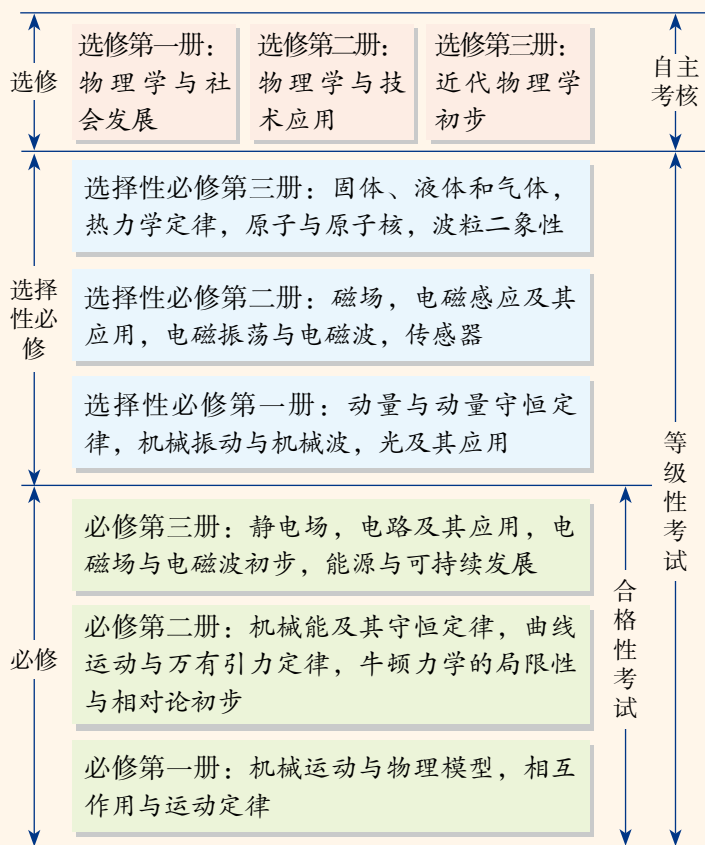 选修
选修第一册：
物理学与社
会发展
选修第二册：
物理学与技
术应用
选修第三册：
近代物理学
初步
自主
考核
选择
性必
修
选择性必修第三册：固体、液体和气体，
热力学定律，原子与原子核，波粒二象性
选择性必修第二册：磁场，电磁感应及其
应用，电磁振荡与电磁波，传感器
选择性必修第一册：动量与动量守恒定
律，机械振动与机械波，光及其应用
等级性考试
必修
必修第三册：静电场，电路及其应用，电
磁场与电磁波初步，能源与可持续发展
必修第二册：机械能及其守恒定律，曲线
运动与万有引力定律，牛顿力学的局限性
与相对论初步
必修第一册：机械运动与物理模型，相互
作用与运动定律
合格性考试